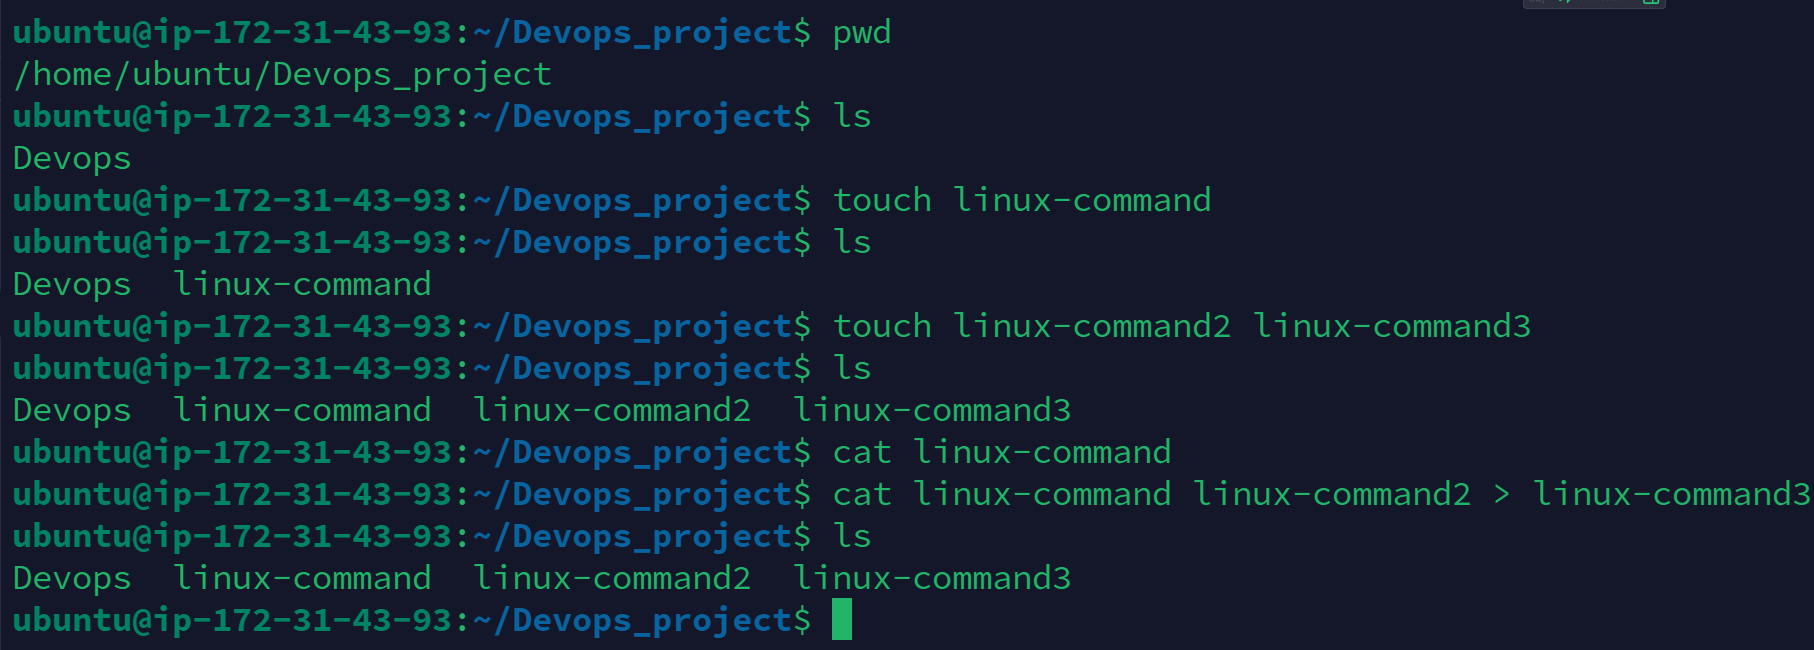 ubuntu@ip-172-31-43-93:~/Devops_project$ pwd
/home/ubuntu/Devops_project
ubuntu@ip-172-31-43-93:~/Devops_project$ ls
Devops
ubuntu@ip-172-31-43-93:~/Devops_project$ touch linux-command
ubuntu@ip-172-31-43-93:~/Devops_project$ ls
Devops  linux-command
ubuntu@ip-172-31-43-93:~/Devops_project$ touch linux-command2 linux-command3
ubuntu@ip-172-31-43-93:~/Devops_project$ ls
Devops  linux-command  linux-command2  linux-command3
ubuntu@ip-172-31-43-93:~/Devops_project$ cat linux-command
ubuntu@ip-172-31-43-93:~/Devops_project$ cat linux-command linux-command2 > linux-command3
ubuntu@ip-172-31-43-93:~/Devops_project$ ls
Devops  linux-command  linux-command2  linux-command3
ubuntu@ip-172-31-43-93:~/Devops_project$